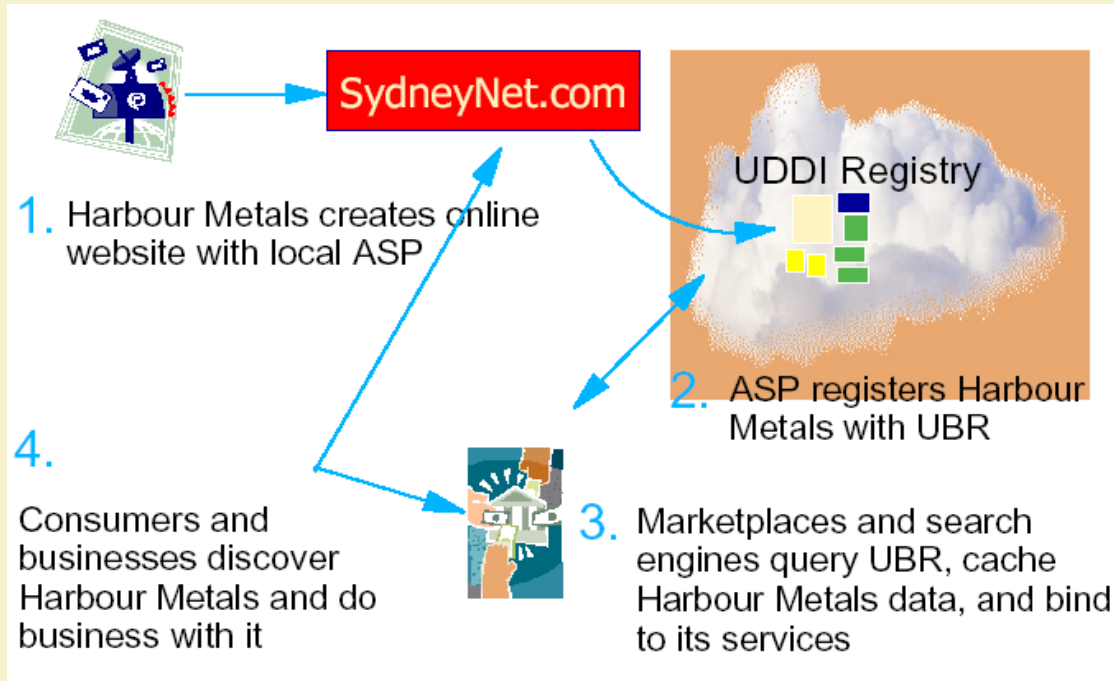 SydneyNet.com
UDDI Registry
1. Harbour Metals creates online
website with local ASP
2. ASP registers Harbour
Metals with UBR
3. Marketplaces and search
engines query UBR, cache
Harbour Metals data, and bind
to its services
4.
Consumers and
businesses discover
Harbour Metals and do
business with it